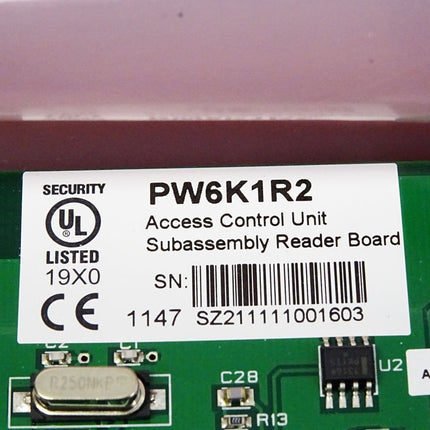 SECURITY
UL
LISTED
19X0
CE
PW6K1R2
Access Control Unit
Subassembly Reader Board
SN:
1147 SZ211111001603
C2
C1
C28
R13
U2
A